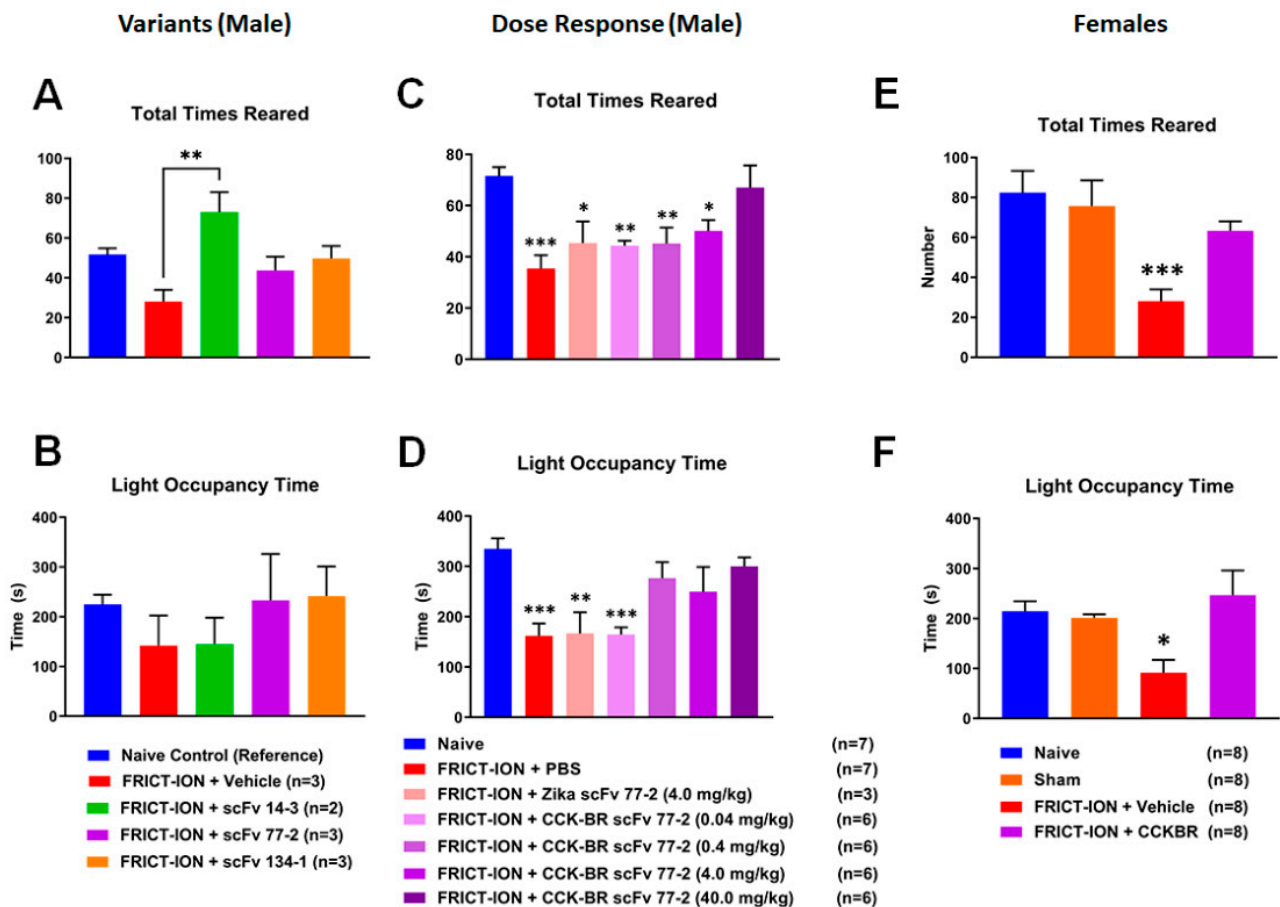 Variants (Male)
Dose Response (Male)
Females
A
Total Times Reared
100
80
60
40
20
0
**
B
Light Occupancy Time
Time (s)
400
300
200
100
0
Naive Control (Reference)
FRICT-ION + Vehicle (n=3)
FRICT-ION + scFv 14-3 (n=2)
FRICT-ION + scFv 77-2 (n=3)
FRICT-ION + scFv 134-1 (n=3)
C
Total Times Reared
80
60
40
20
0
*** * ** ** *
D
Light Occupancy Time
Time (s)
400
300
200
100
0
*** ** ***
Naive (n=7)
FRICT-ION + PBS (n=7)
FRICT-ION + Zika scFv 77-2 (4.0 mg/kg) (n=3)
FRICT-ION + CCK-BR scFv 77-2 (0.04 mg/kg) (n=6)
FRICT-ION + CCK-BR scFv 77-2 (0.4 mg/kg) (n=6)
FRICT-ION + CCK-BR scFv 77-2 (4.0 mg/kg) (n=6)
FRICT-ION + CCK-BR scFv 77-2 (40.0 mg/kg) (n=6)
E
Total Times Reared
Number
100
80
60
40
20
0
***
F
Light Occupancy Time
Time (s)
400
300
200
100
0
*
Naive (n=8)
Sham (n=8)
FRICT-ION + Vehicle (n=8)
FRICT-ION + CCKBR (n=8)